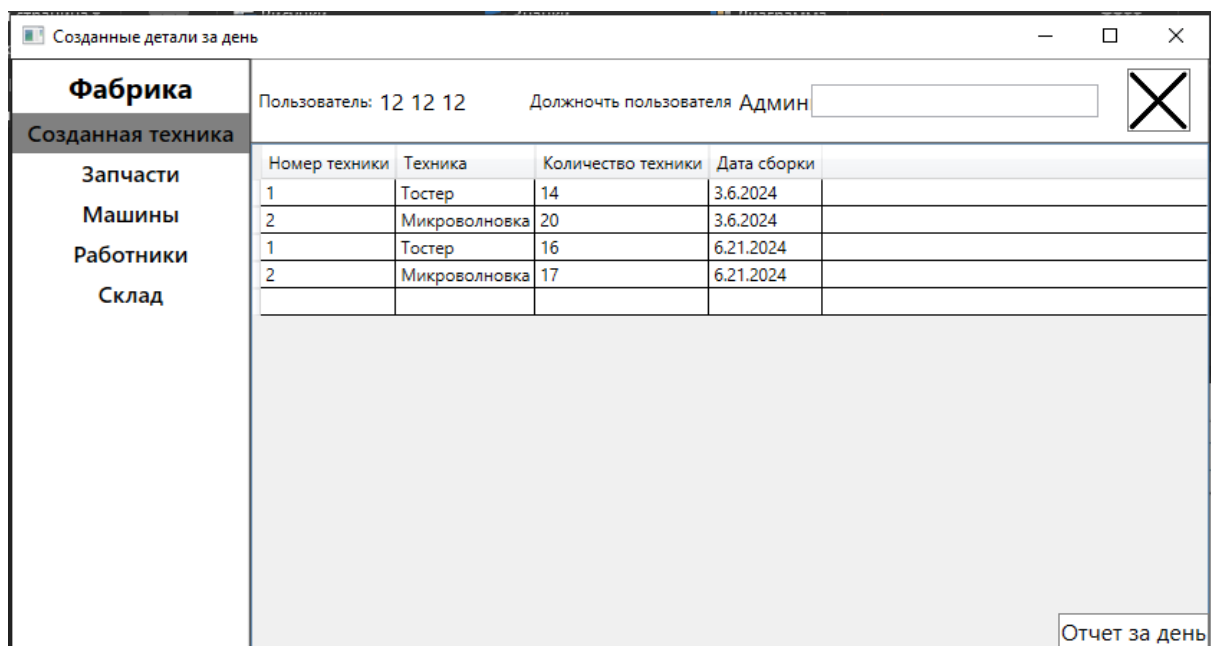 Созданные детали за день
Фабрика
Созданная техника
Запчасти
Машины
Работники
Склад
Пользователь: 12 12 12 Должночть пользователя Админ
Номер техники Техника Количество техники Дата сборки
1 Тостер 14 3.6.2024
2 Микроволновка 20 3.6.2024
1 Тостер 16 6.21.2024
2 Микроволновка 17 6.21.2024
Отчет за день